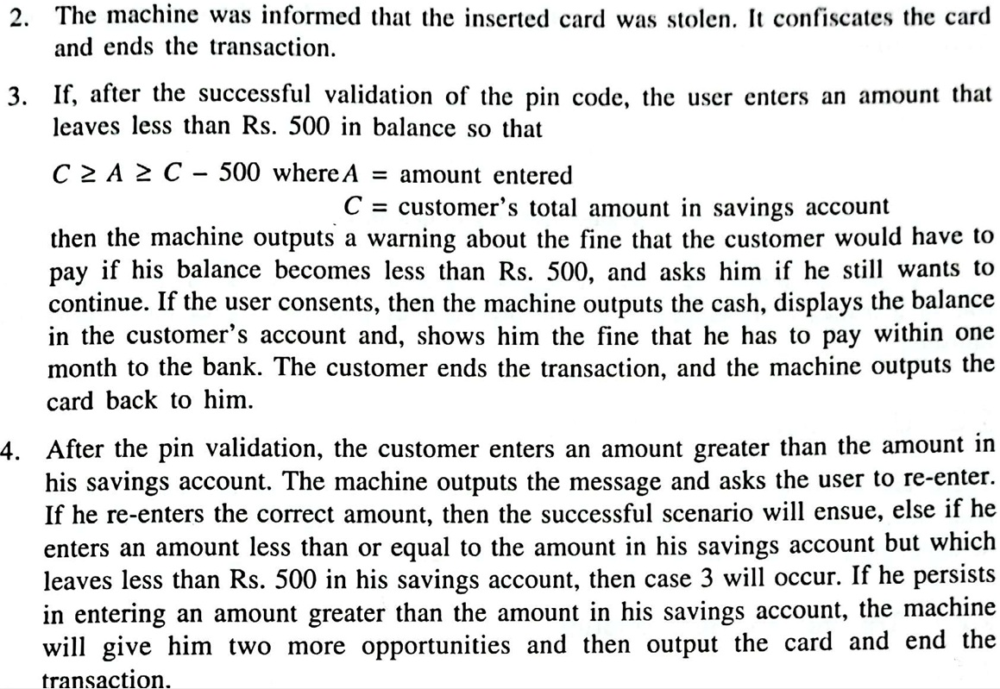 2. The machine was informed that the inserted card was stolen. It confiscates the card
and ends the transaction.
3. If, after the successful validation of the pin code, the user enters an amount that
leaves less than Rs. 500 in balance so that
C ≥ A ≥ C – 500 where A = amount entered
C = customer's total amount in savings account
then the machine outputs a warning about the fine that the customer would have to
pay if his balance becomes less than Rs. 500, and asks him if he still wants to
continue. If the user consents, then the machine outputs the cash, displays the balance
in the customer's account and, shows him the fine that he has to pay within one
month to the bank. The customer ends the transaction, and the machine outputs the
card back to him.
4. After the pin validation, the customer enters an amount greater than the amount in
his savings account. The machine outputs the message and asks the user to re-enter.
If he re-enters the correct amount, then the successful scenario will ensue, else if he
enters an amount less than or equal to the amount in his savings account but which
leaves less than Rs. 500 in his savings account, then case 3 will occur. If he persists
in entering an amount greater than the amount in his savings account, the machine
will give him two more opportunities and then output the card and end the
transaction.